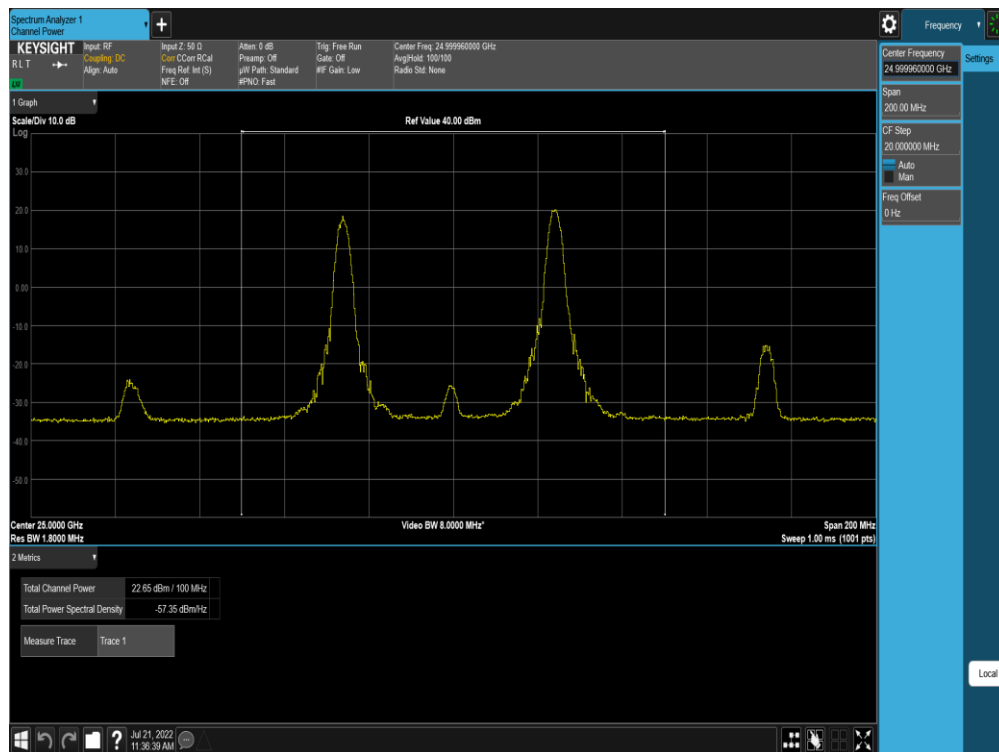 Spectrum Analyzer 1
Channel Power
+
Frequency
KEYSIGHT
RLT
Input: RF
Coupling: DC
Align: Auto
Input Z: 50 Ω
Corr CCorr RCal
Freq Ref: Int (S)
NFE: Off
Atten: 0 dB
Preamp: Off
µW Path: Standard
#PNO: Fast
Trig: Free Run
Gate: Off
#IF Gain: Low
Center Freq: 24.999960000 GHz
Avg|Hold: 100/100
Radio Std: None
Center Frequency
24.999960000 GHz
Settings
Span
200.00 MHz
CF Step
20.000000 MHz
Auto
Man
Freq Offset
0 Hz
1 Graph
Scale/Div 10.0 dB
Ref Value 40.00 dBm
Log
30.0
20.0
10.0
0.00
-10.0
-20.0
-30.0
-40.0
-50.0
Center 25.0000 GHz
Video BW 8.0000 MHz*
Span 200 MHz
Res BW 1.8000 MHz
Sweep 1.00 ms (1001 pts)
2 Metrics
Total Channel Power 22.65 dBm / 100 MHz
Total Power Spectral Density -57.35 dBm/Hz
Measure Trace Trace 1
Local
?
Jul 21, 2022
11:36:39 AM